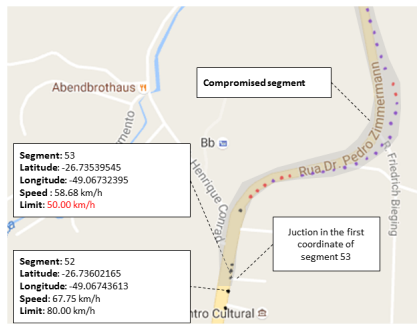 Abendbrothaus
Compromised segment
Rua Dr. Pedro Zimmermann
Bb
Henrique Conrad
R. Friedrich Bieging
Segment: 53
Latitude: -26.73539545
Longitude: -49.06732395
Speed : 58.68 km/h
Limit: 50.00 km/h
Juction in the first
coordinate of
segment 53
Segment: 52
Latitude: -26.73602165
Longitude: -49.06743613
Speed: 67.75 km/h
Limit: 80.00 km/h
ntro Cultural